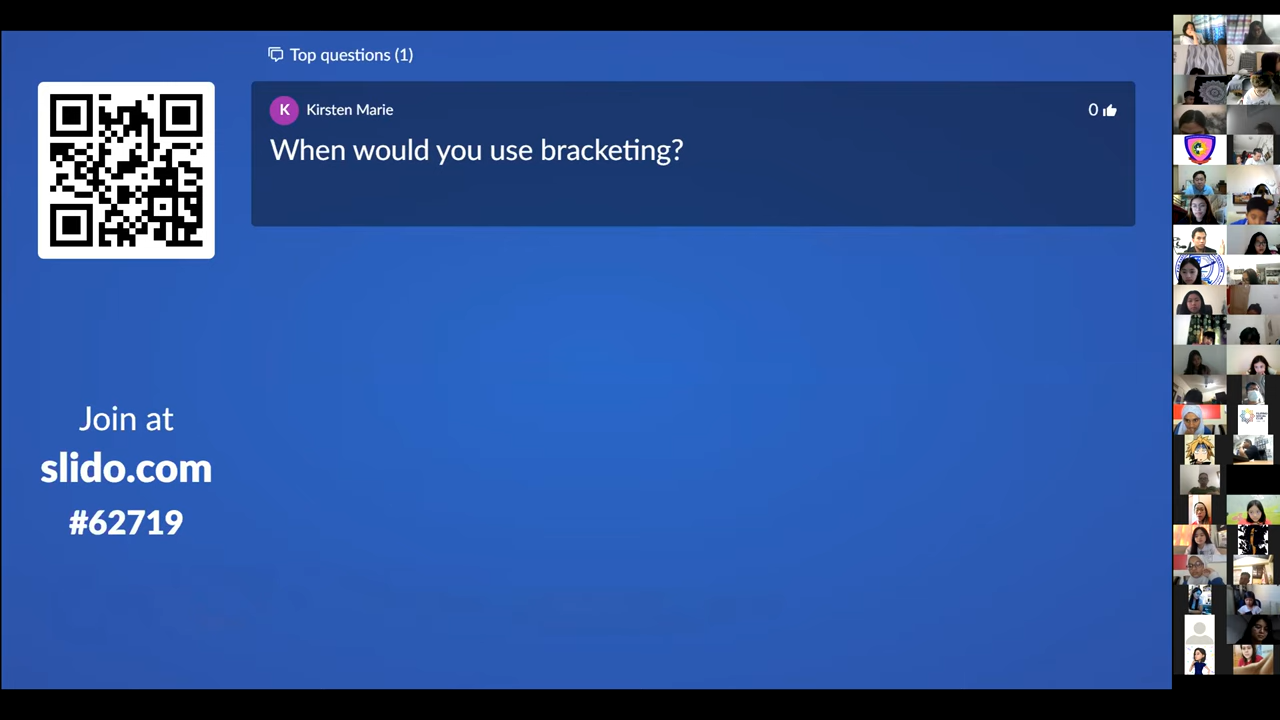 Top questions (1)
K
Kirsten Marie
0
When would you use bracketing?
Join at
slido.com
#62719